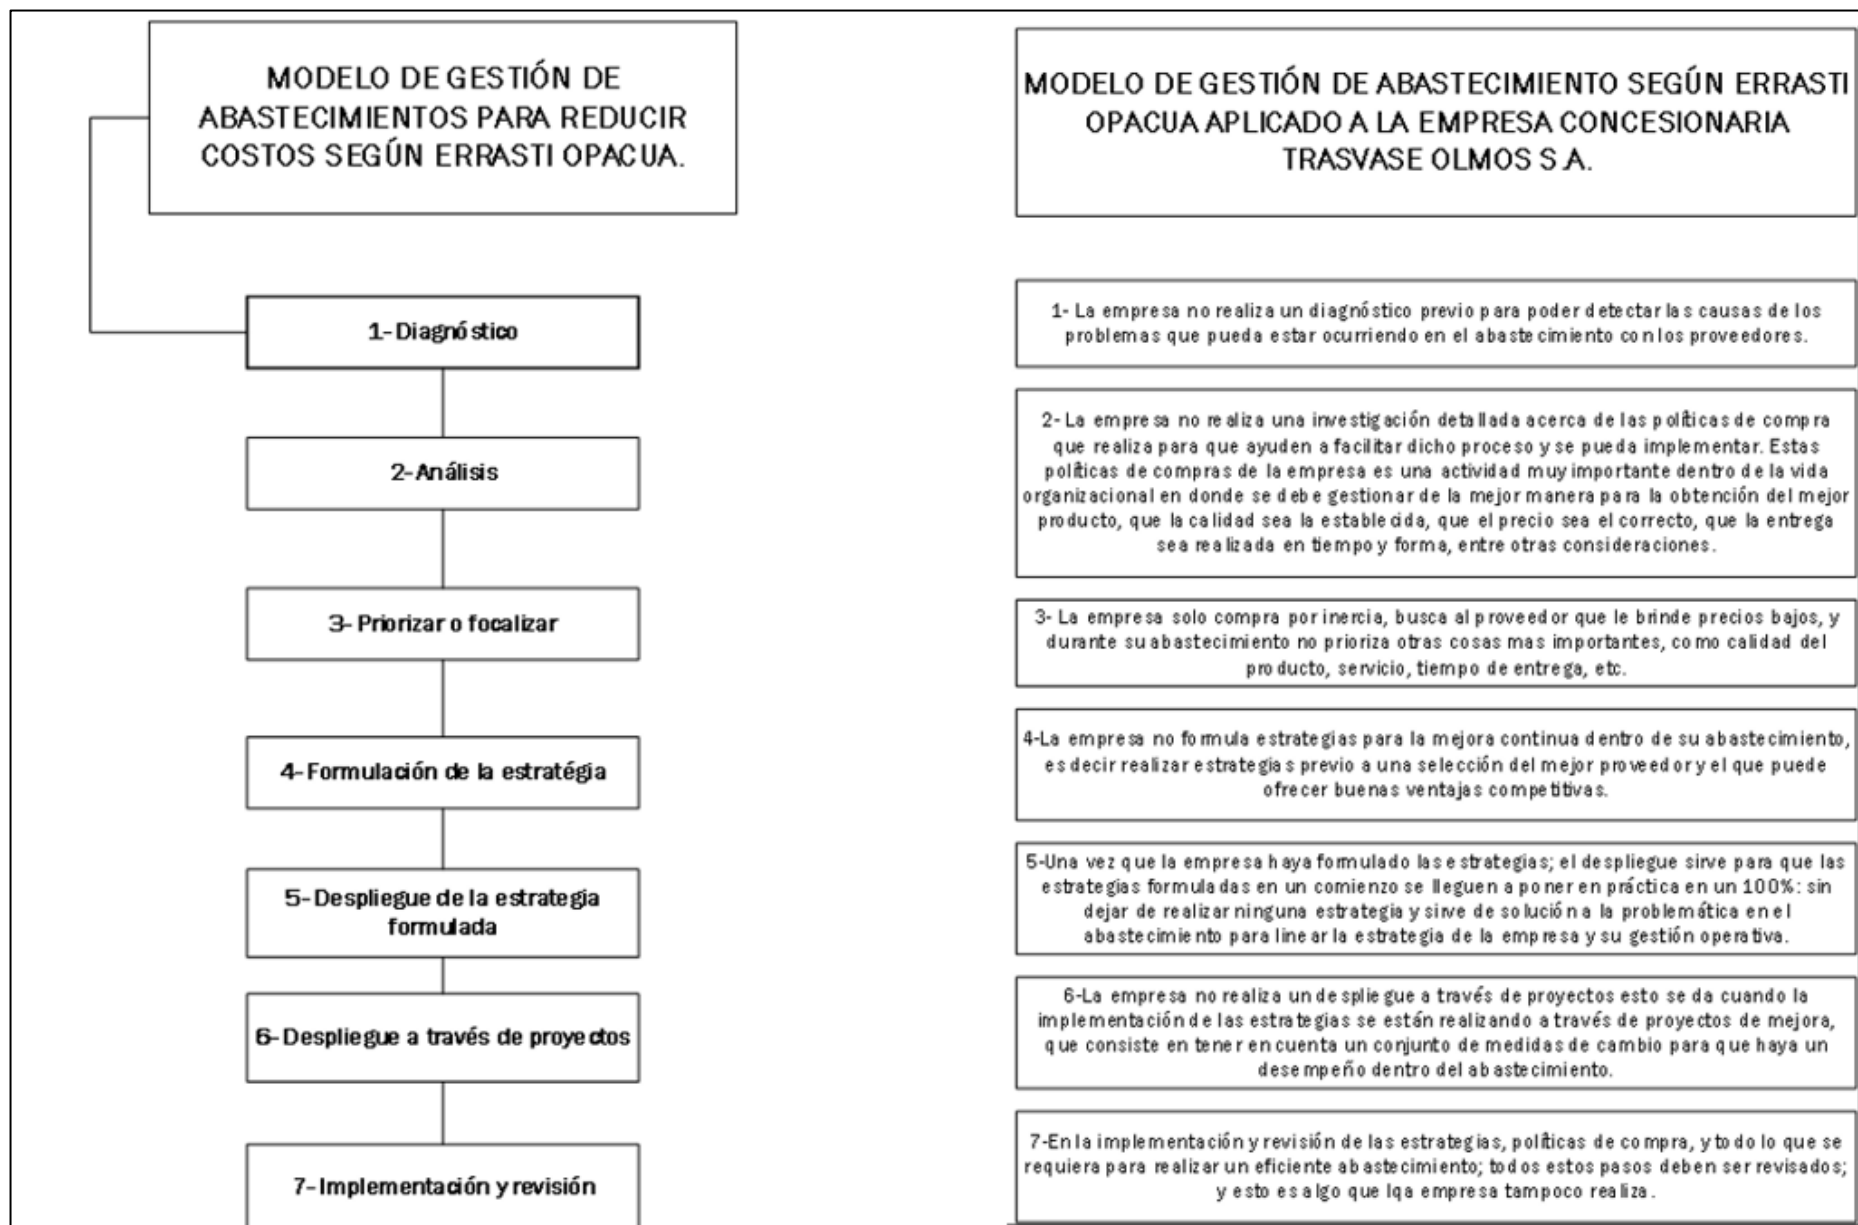 MODELO DE GESTIÓN DE
ABASTECIMIENTOS PARA REDUCIR
COSTOS SEGÚN ERRASTI OPACUA.
1- Diagnóstico
2- Análisis
3- Priorizar o focalizar
4- Formulación de la estratégia
5- Despliegue de la estrategia
formulada
6- Despliegue a través de proyectos
7- Implementación y revisión
MODELO DE GESTIÓN DE ABASTECIMIENTO SEGÚN ERRASTI
OPACUA APLICADO A LA EMPRESA CONCESIONARIA
TRASVASE OLMOS S.A.
1- La empresa no realiza un diagnóstico previo para poder detectar las causas de los
problemas que pueda estar ocurriendo en el abastecimiento con los proveedores.
2- La empresa no realiza una investigación detallada acerca de las políticas de compra
que realiza para que ayuden a facilitar dicho proceso y se pueda implementar. Estas
políticas de compras de la empresa es una actividad muy importante dentro de la vida
organizacional en donde se debe gestionar de la mejor manera para la obtención del mejor
producto, que la calidad sea la establecida, que el precio sea el correcto, que la entrega
sea realizada en tiempo y forma, entre otras consideraciones.
3- La empresa solo compra por inercia, busca al proveedor que le brinde precios bajos, y
durante su abastecimiento no prioriza otras cosas mas importantes, como calidad del
producto, servicio, tiempo de entrega, etc.
4-La empresa no formula estrategias para la mejora continua dentro de su abastecimiento,
es decir realizar estrategias previo a una selección del mejor proveedor y el que puede
ofrecer buenas ventajas competitivas.
5-Una vez que la empresa haya formulado las estrategias; el despliegue sirve para que las
estrategias formuladas en un comienzo se lleguen a poner en práctica en un 100%: sin
dejar de realizar ninguna estrategia y sirve de solución a la problemática en el
abastecimiento para linear la estrategia de la empresa y su gestión operativa.
6-La empresa no realiza un despliegue a través de proyectos esto se da cuando la
implementación de las estrategias se están realizando a través de proyectos de mejora,
que consiste en tener en cuenta un conjunto de medidas de cambio para que haya un
desempeño dentro del abastecimiento.
7-En la implementación y revisión de las estrategias, políticas de compra, y todo lo que se
requiera para realizar un eficiente abastecimiento; todos estos pasos deben ser revisados;
y esto es algo que lqa empresa tampoco realiza.